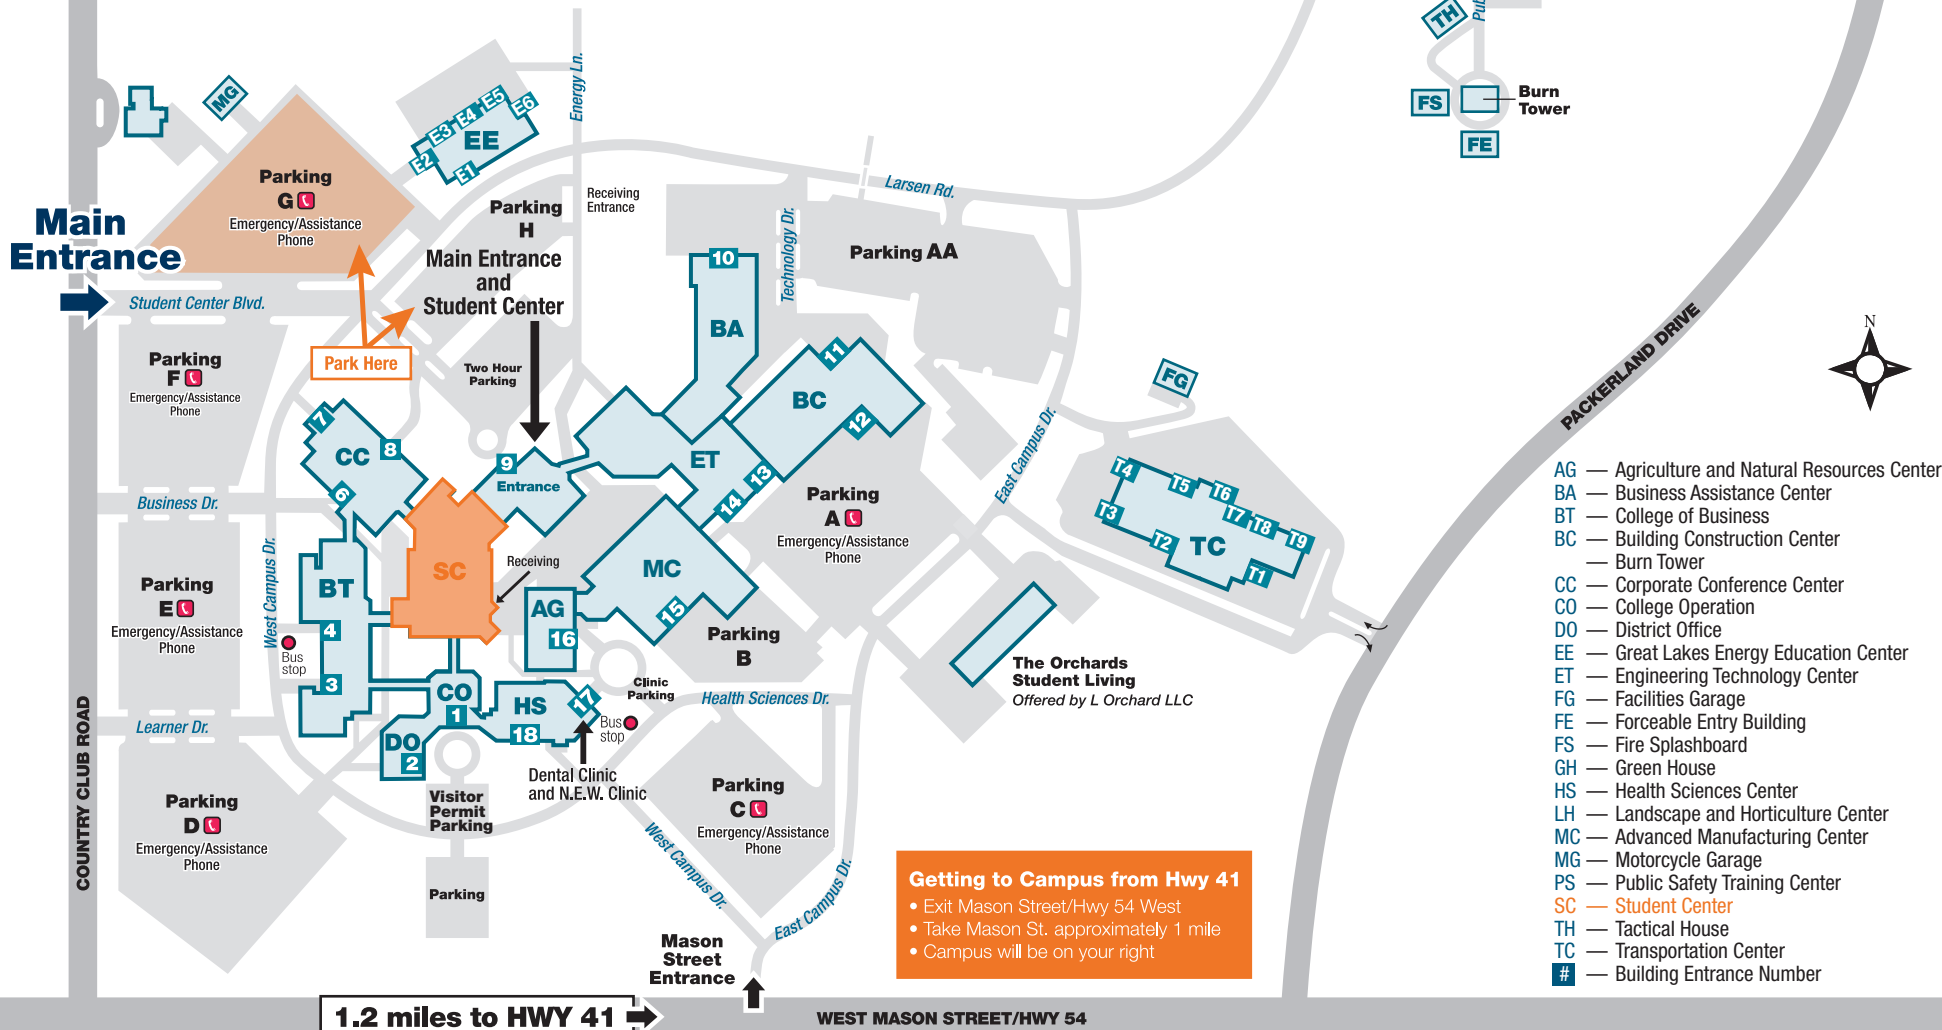 TH
Pub
FS
Burn
Tower
FE
MG
E2
E3
E4
E5
E6
EE
E1
Energy Ln.
Parking
G
Emergency/Assistance
Phone
Main
Entrance
Student Center Blvd.
Parking
H
Receiving
Entrance
Main Entrance
and
Student Center
Larsen Rd.
Technology Dr.
Parking AA
Park Here
Parking
F
Emergency/Assistance
Phone
Two Hour
Parking
10
BA
11
BC
12
FG
PACKERLAND DRIVE
N
7
CC
8
6
9
Entrance
ET
13
14
East Campus Dr.
Business Dr.
Parking
A
Emergency/Assistance
Phone
T4
T5
T6
T3
T7
T8
T9
T2
TC
T1
West Campus Dr.
SC
Receiving
MC
15
BT
4
3
AG
16
Parking
E
Emergency/Assistance
Phone
Bus
stop
Parking
B
The Orchards
Student Living
Offered by L Orchard LLC
Clinic
Parking
Health Sciences Dr.
CO
1
HS
17
18
Bus
stop
DO
2
Learner Dr.
COUNTRY CLUB ROAD
Dental Clinic
and N.E.W. Clinic
Parking
D
Emergency/Assistance
Phone
Visitor
Permit
Parking
Parking
Parking
C
Emergency/Assistance
Phone
West Campus Dr.
East Campus Dr.
Mason
Street
Entrance
Getting to Campus from Hwy 41
• Exit Mason Street/Hwy 54 West
• Take Mason St. approximately 1 mile
• Campus will be on your right
1.2 miles to HWY 41
WEST MASON STREET/HWY 54
AG — Agriculture and Natural Resources Center
BA — Business Assistance Center
BT — College of Business
BC — Building Construction Center
— Burn Tower
CC — Corporate Conference Center
CO — College Operation
DO — District Office
EE — Great Lakes Energy Education Center
ET — Engineering Technology Center
FG — Facilities Garage
FE — Forceable Entry Building
FS — Fire Splashboard
GH — Green House
HS — Health Sciences Center
LH — Landscape and Horticulture Center
MC — Advanced Manufacturing Center
MG — Motorcycle Garage
PS — Public Safety Training Center
SC — Student Center
TH — Tactical House
TC — Transportation Center
# — Building Entrance Number